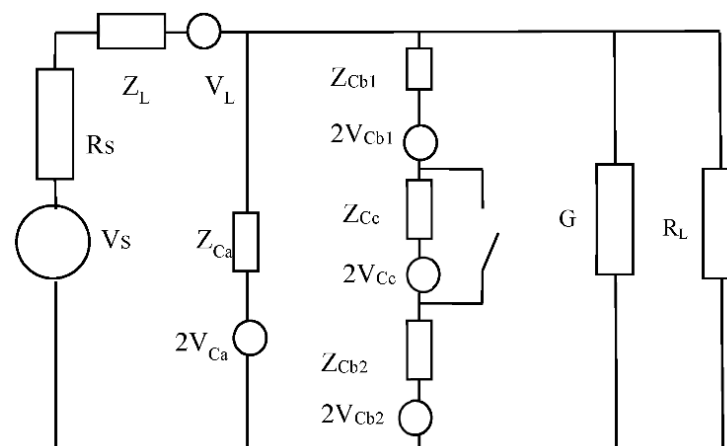 Z_L
V_L
Rs
Vs
Z_Ca
2V_Ca
Z_Cb1
2V_Cb1
Z_Cc
2V_Cc
Z_Cb2
2V_Cb2
G
R_L